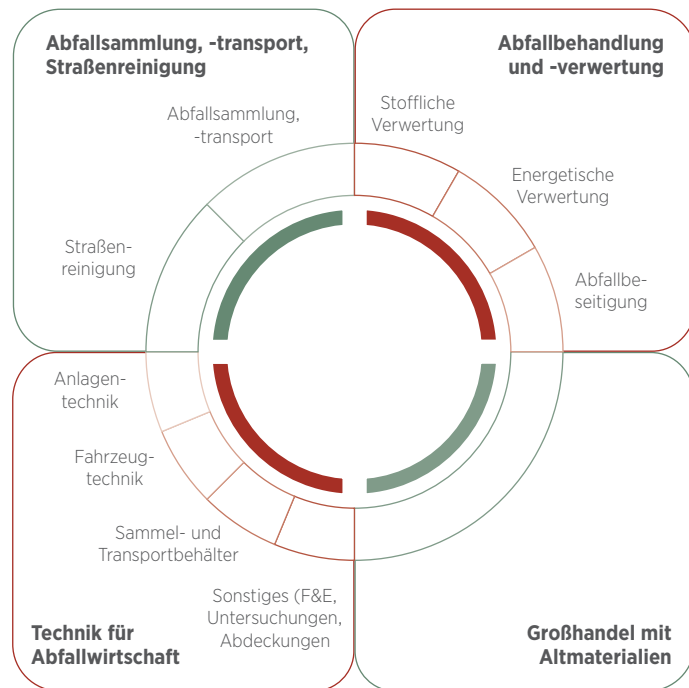 Abfallsammlung, -transport,
Straßenreinigung
Abfallsammlung,
-transport
Straßen-
reinigung
Abfallbehandlung
und -verwertung
Stoffliche
Verwertung
Energetische
Verwertung
Abfallbe-
seitigung
Anlagen-
technik
Fahrzeug-
technik
Sammel- und
Transportbehälter
Sonstiges (F&E,
Untersuchungen,
Abdeckungen
Technik für
Abfallwirtschaft
Großhandel mit
Altmaterialien